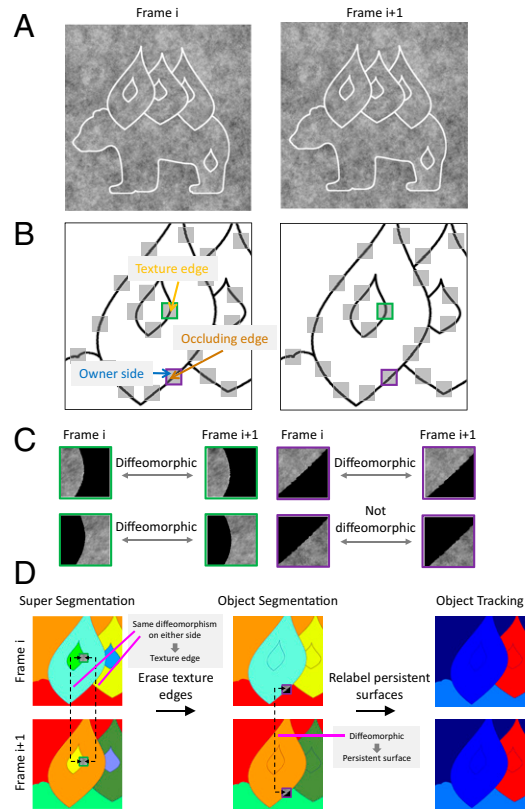 A
Frame i
Frame i+1
B
Texture edge
Occluding edge
Owner side
C
Frame i
Frame i+1
Frame i
Frame i+1
Diffeomorphic
Diffeomorphic
Diffeomorphic
Not
diffeomorphic
D
Super Segmentation
Object Segmentation
Object Tracking
Frame i
Same diffeomorphism
on either side
Texture edge
Erase texture
edges
Relabel persistent
surfaces
Frame i+1
Diffeomorphic
Persistent surface